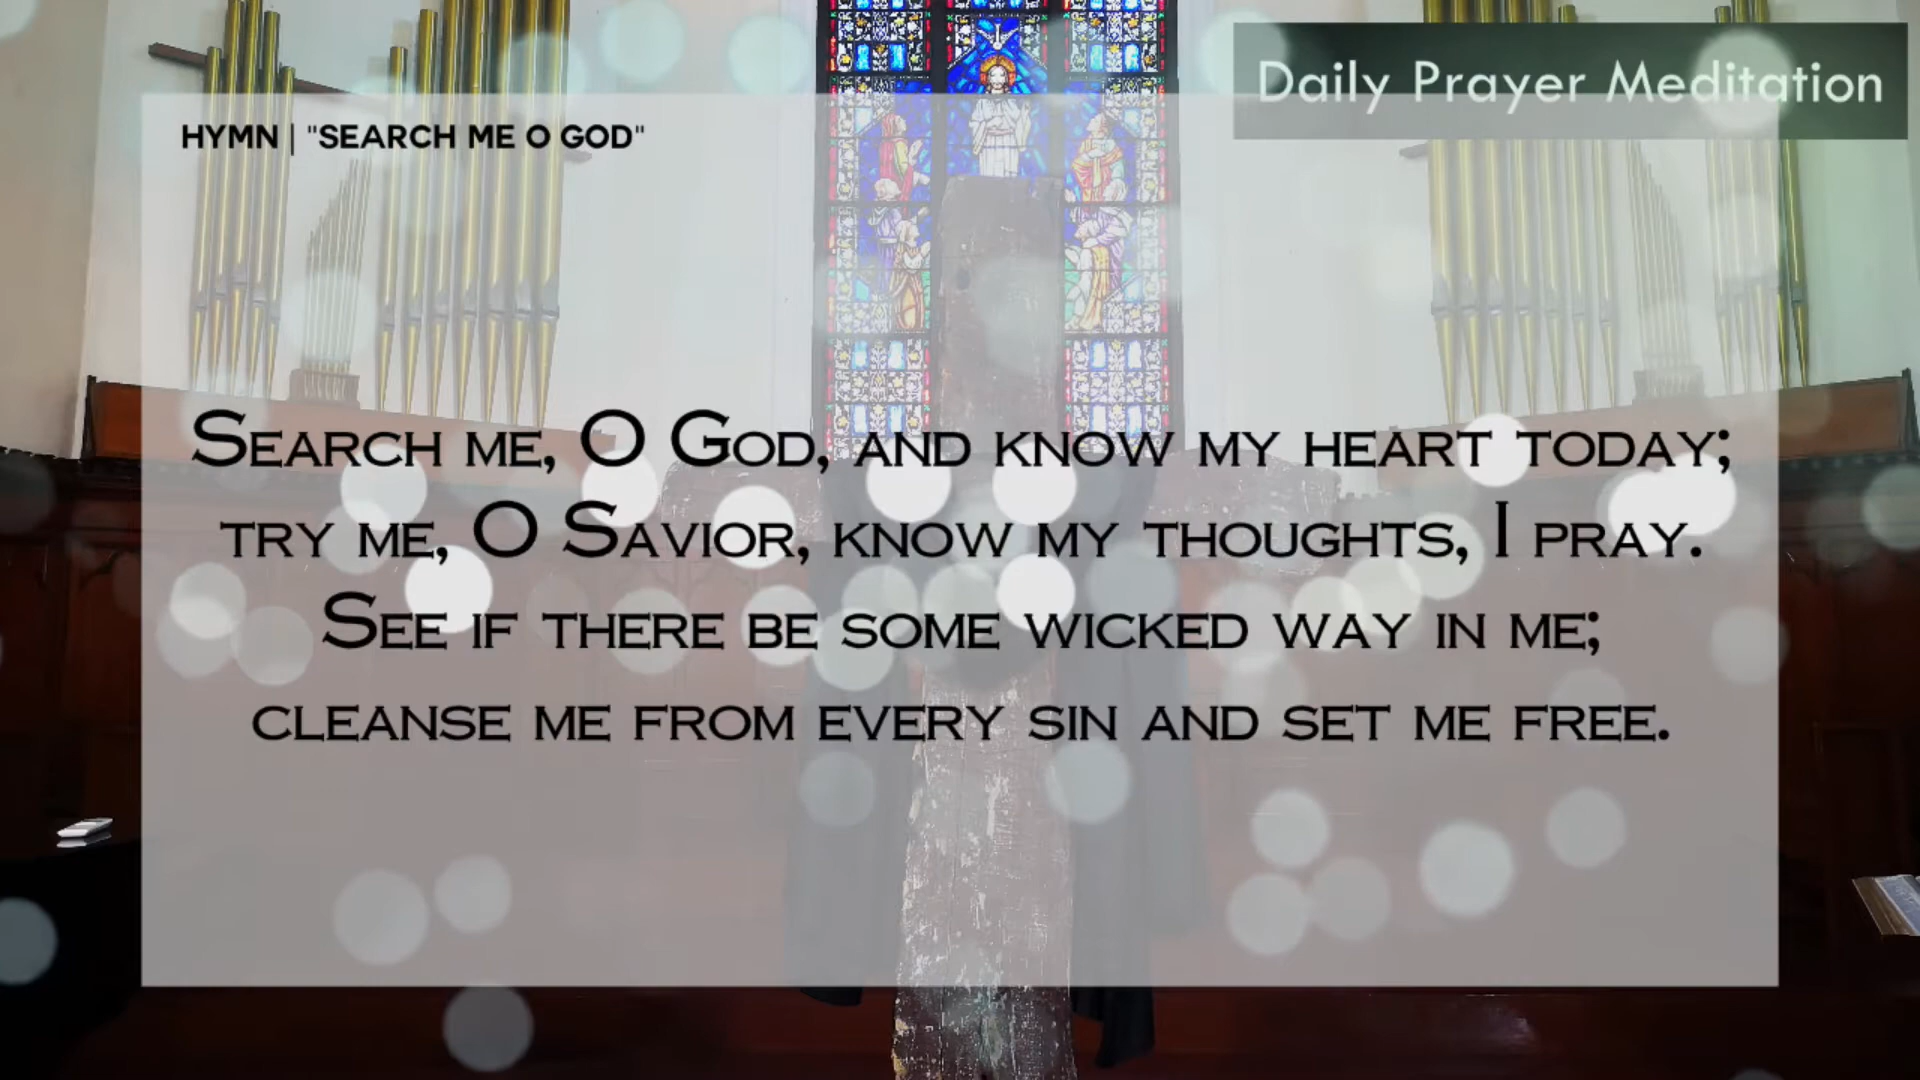 Daily Prayer Meditation
HYMN | "SEARCH ME O GOD"
SEARCH ME, O GOD, AND KNOW MY HEART TODAY;
TRY ME, O SAVIOR, KNOW MY THOUGHTS, I PRAY.
SEE IF THERE BE SOME WICKED WAY IN ME;
CLEANSE ME FROM EVERY SIN AND SET ME FREE.